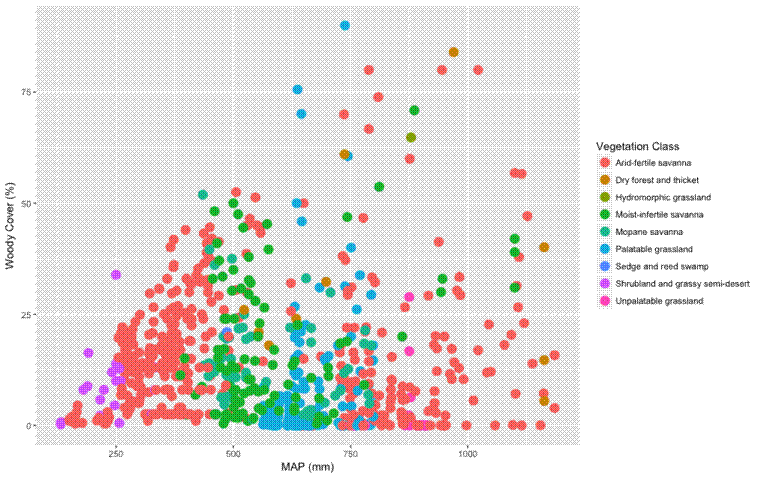 75
50
25
0
Woody Cover (%)
250
500
750
1000
MAP (mm)
Vegetation Class
Arid-fertile savanna
Dry forest and thicket
Hydromorphic grassland
Moist-infertile savanna
Mopane savanna
Palatable grassland
Sedge and reed swamp
Shrubland and grassy semi-desert
Unpalatable grassland